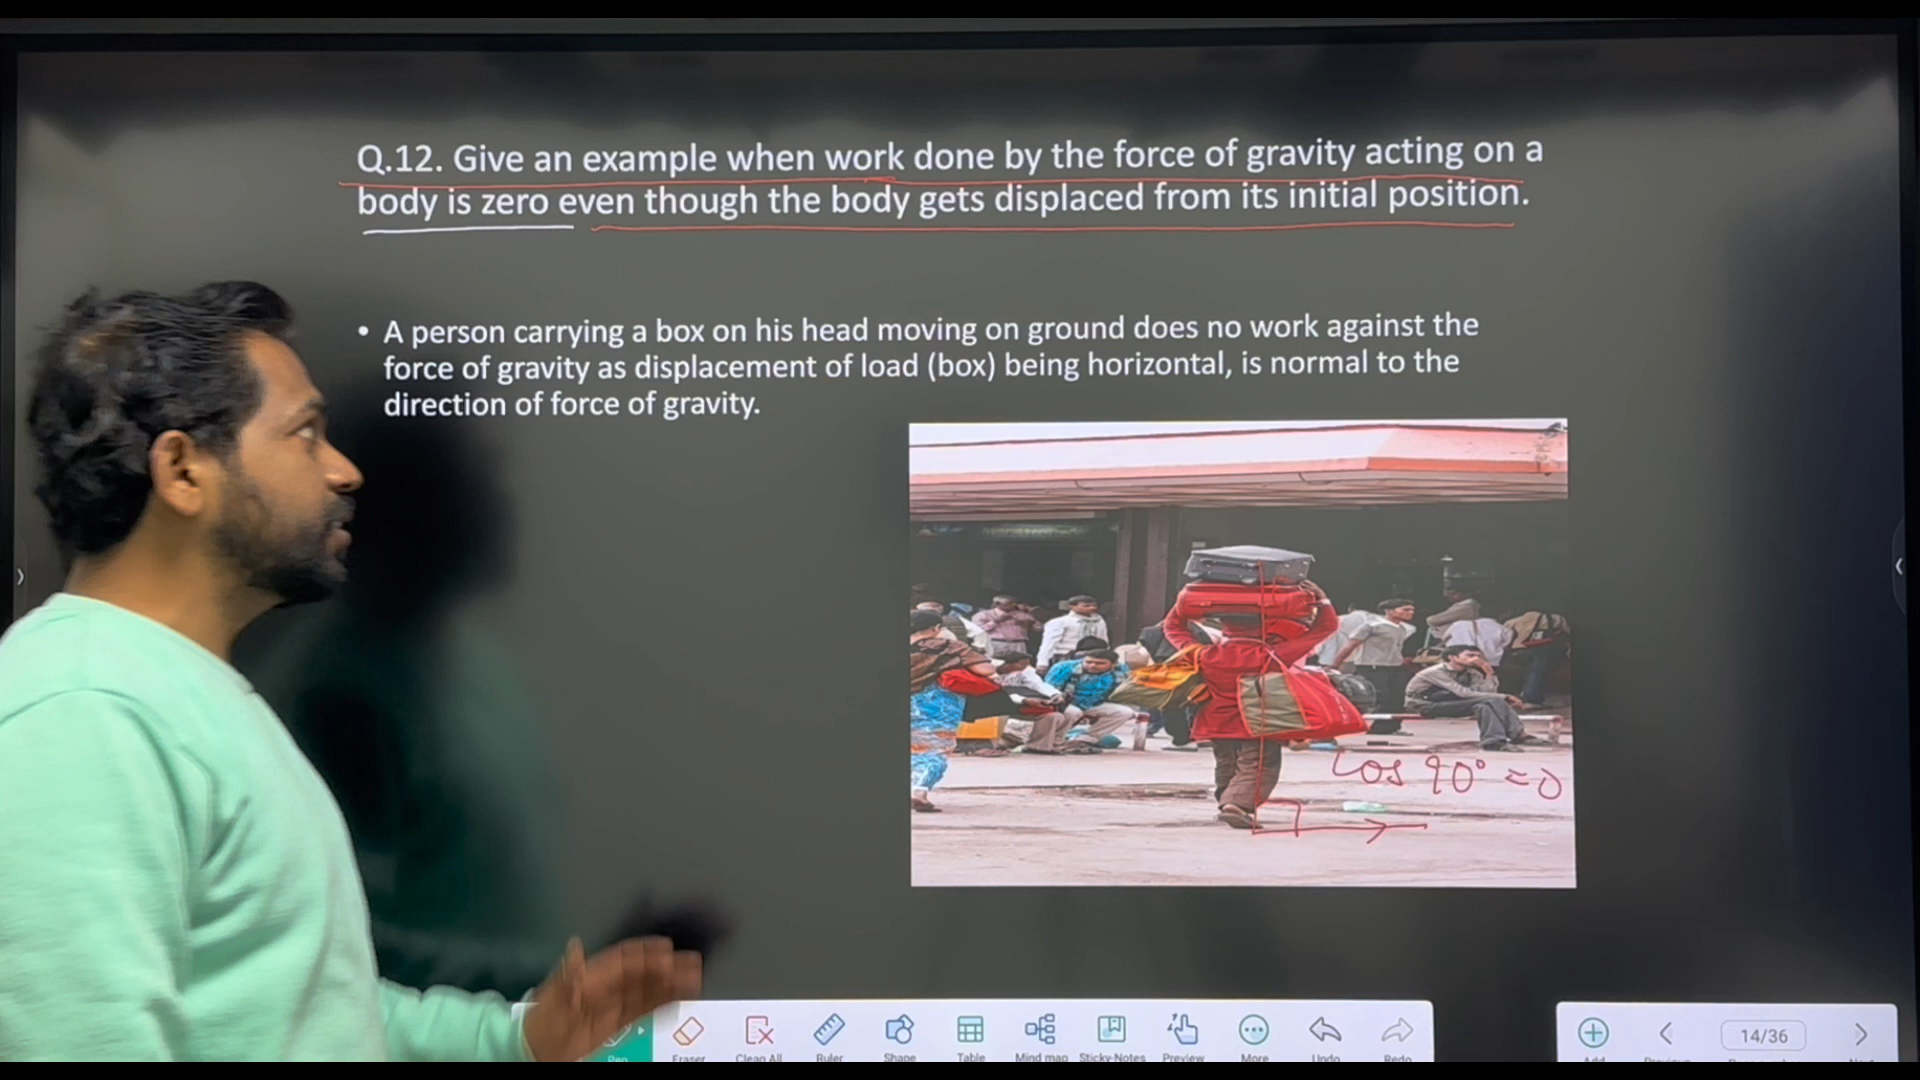 Q.12. Give an example when work done by the force of gravity acting on a
body is zero even though the body gets displaced from its initial position.
• A person carrying a box on his head moving on ground does no work against the
force of gravity as displacement of load (box) being horizontal, is normal to the
direction of force of gravity.
Cos 90° = 0
Pen Eraser Clean All Ruler Shape Table Mind map Sticky-Notes Preview More Undo Redo
14/36
Add